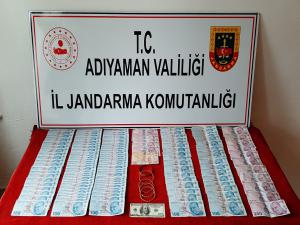 T.C.
ADIYAMAN VALİLİĞİ
İL JANDARMA KOMUTANLIĞI